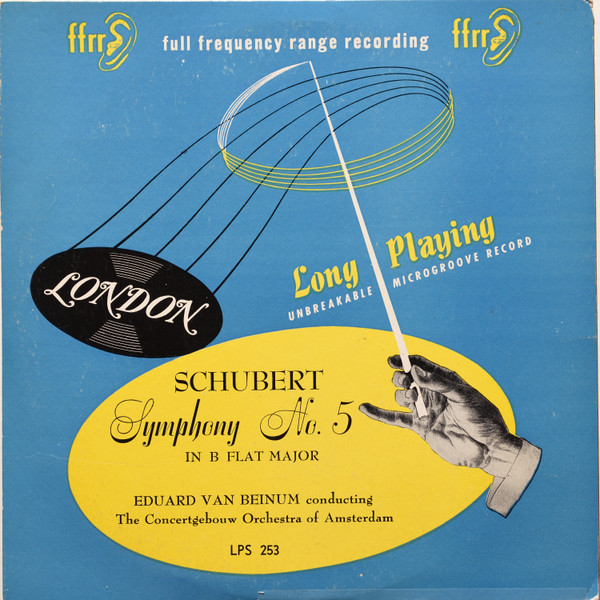 ffrr full frequency range recording ffrr
LONDON
Long Playing
UNBREAKABLE MICROGROOVE RECORD
SCHUBERT
Symphony No. 5
IN B FLAT MAJOR
EDUARD VAN BEINUM conducting
The Concertgebouw Orchestra of Amsterdam
LPS 253